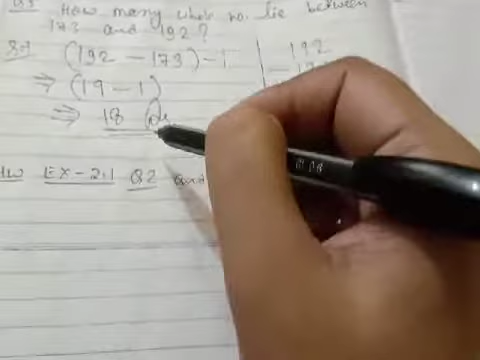 Q3 How many whole no. lie between
173 and 192?
Sol (192 - 173) - 1
192
⇒ (19 - 1)
⇒ 18
HW EX-2.1 Q2 and